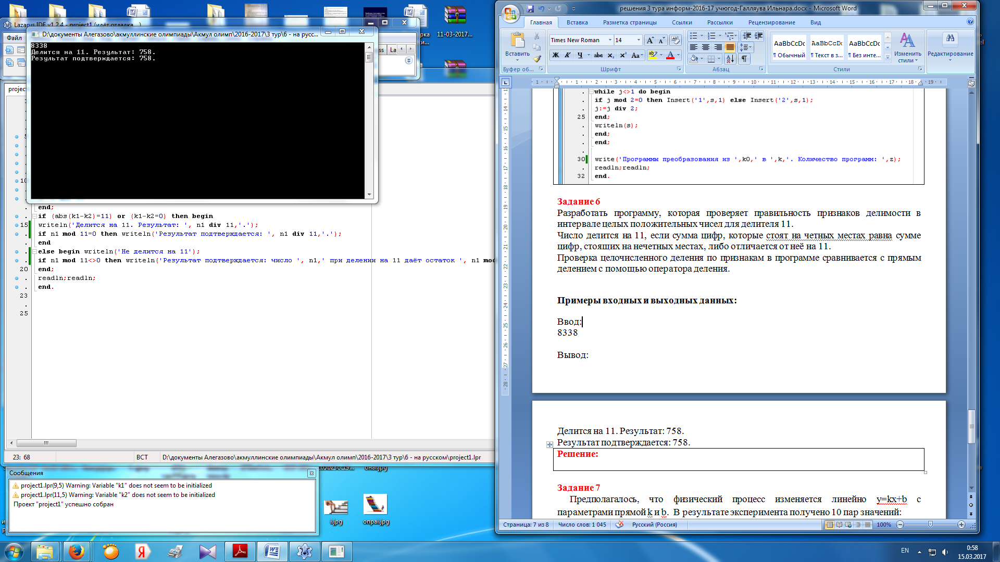 Lazarus IDE v1.2.4 - project1 (идёт отладка...)
Файл
D:\документы Алегазово\акмуллинские олимпиады\Акмул олимп\2016-2017\3 тур\6 - на русс...
8338
Делится на 11. Результат: 758.
Результат подтверждается: 758.
11-03-2017...
end;
if (abs(k1-k2)=11) or (k1-k2=0) then begin
15 writeln('Делится на 11. Результат: ', n1 div 11,'.');
if n1 mod 11=0 then writeln('Результат подтверждается: ', n1 div 11,'.');
end
else begin writeln('Не делится на 11');
if n1 mod 11<>0 then writeln('Результат подтверждается: число ', n1,' при делении на 11 даёт остаток ', n1 mod
20 end;
readln;readln;
end.
23
25
23: 68
ВСТ
D:\документы Алегазово\акмуллинские олимпиады\Акмул олимп\2016-2017\3 тур\6 - на русском\project1.lpr
Сообщения
project1.lpr(9,5) Warning: Variable "k1" does not seem to be initialized
project1.lpr(11,5) Warning: Variable "k2" does not seem to be initialized
Проект "project1" успешно собран
i.jpg
опраi.jpg
решения 3 тура информ-2016-17 учюгод-Галляува Ильнара.docx - Microsoft Word
Главная Вставка Разметка страницы Ссылки Рассылки Рецензирование Вид
Times New Roman 14
Вставить
Буфер об...
Шрифт
Абзац
AaBbCcDc AaBbCcDc AaBbCcDc
¶ Обычный ¶ Текст в з... ¶ Без инте...
Изменить стили
Стили
Редактирование
while j<>1 do begin
if j mod 2=0 then Insert('1',s,1) else Insert('2',s,1);
j:=j div 2;
25 end;
writeln(s);
end;
end;
30 write('Программы преобразования из ',k0,' в ',k,'. Количество программ: ',z);
readln;readln;
32 end.
Задание 6
Разработать программу, которая проверяет правильность признаков делимости в
интервале целых положительных чисел для делителя 11.
Число делится на 11, если сумма цифр, которые стоят на четных местах равна сумме
цифр, стоящих на нечетных местах, либо отличается от неё на 11.
Проверка целочисленного деления по признакам в программе сравнивается с прямым
делением с помощью оператора деления.
Примеры входных и выходных данных:
Ввод:
8338
Вывод:
Делится на 11. Результат: 758.
Результат подтверждается: 758.
Решение:
Задание 7
Предполагалось, что физический процесс изменяется линейно y=kx+b с
параметрами прямой k и b. В результате эксперимента получено 10 пар значений:
Страница: 7 из 8
Число слов: 1 045
Русский (Россия)
100%
EN
0:58
15.03.2017